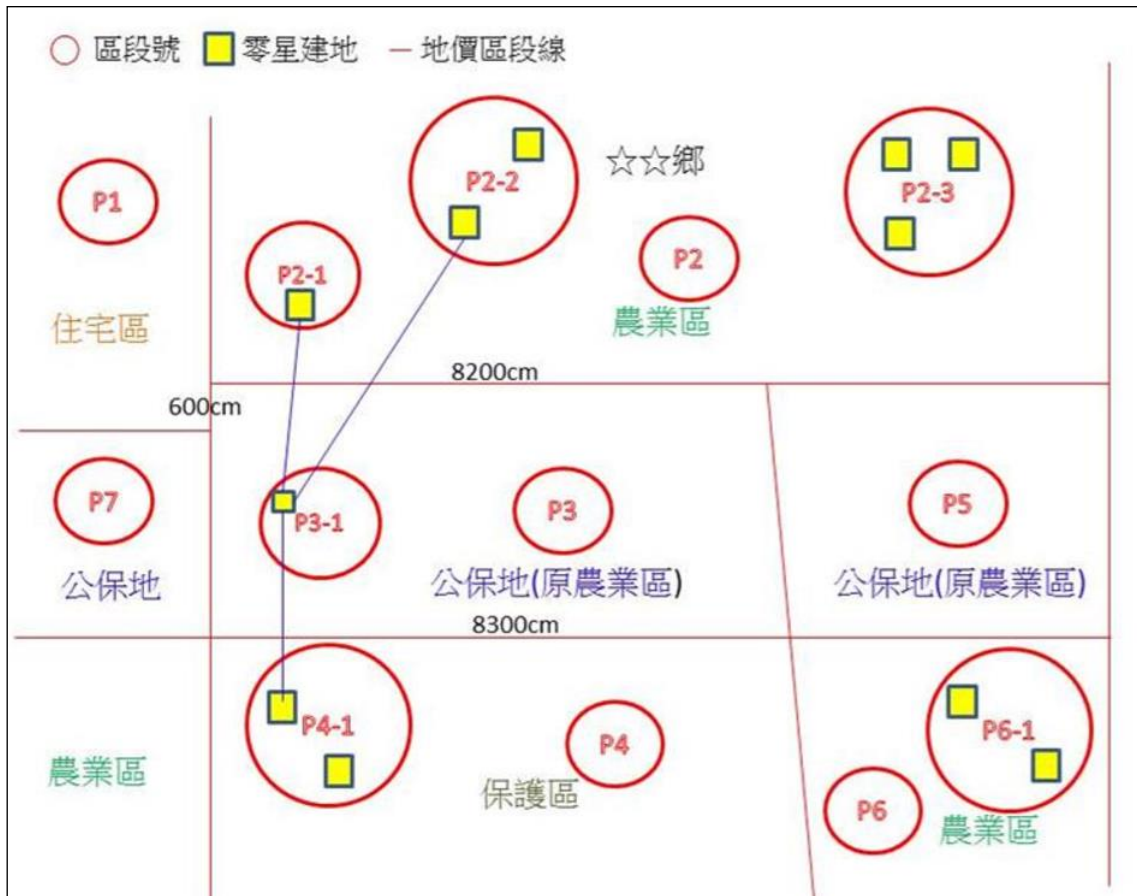 區段號 零星建地 地價區段線
P2-2 ☆☆鄉
P1 P2-3
P2-1 P2
住宅區 農業區
8200cm
600cm
P7 P3-1 P3 P5
公保地 公保地(原農業區) 公保地(原農業區)
8300cm
P4-1 P4 P6-1
農業區 保護區
P6 農業區